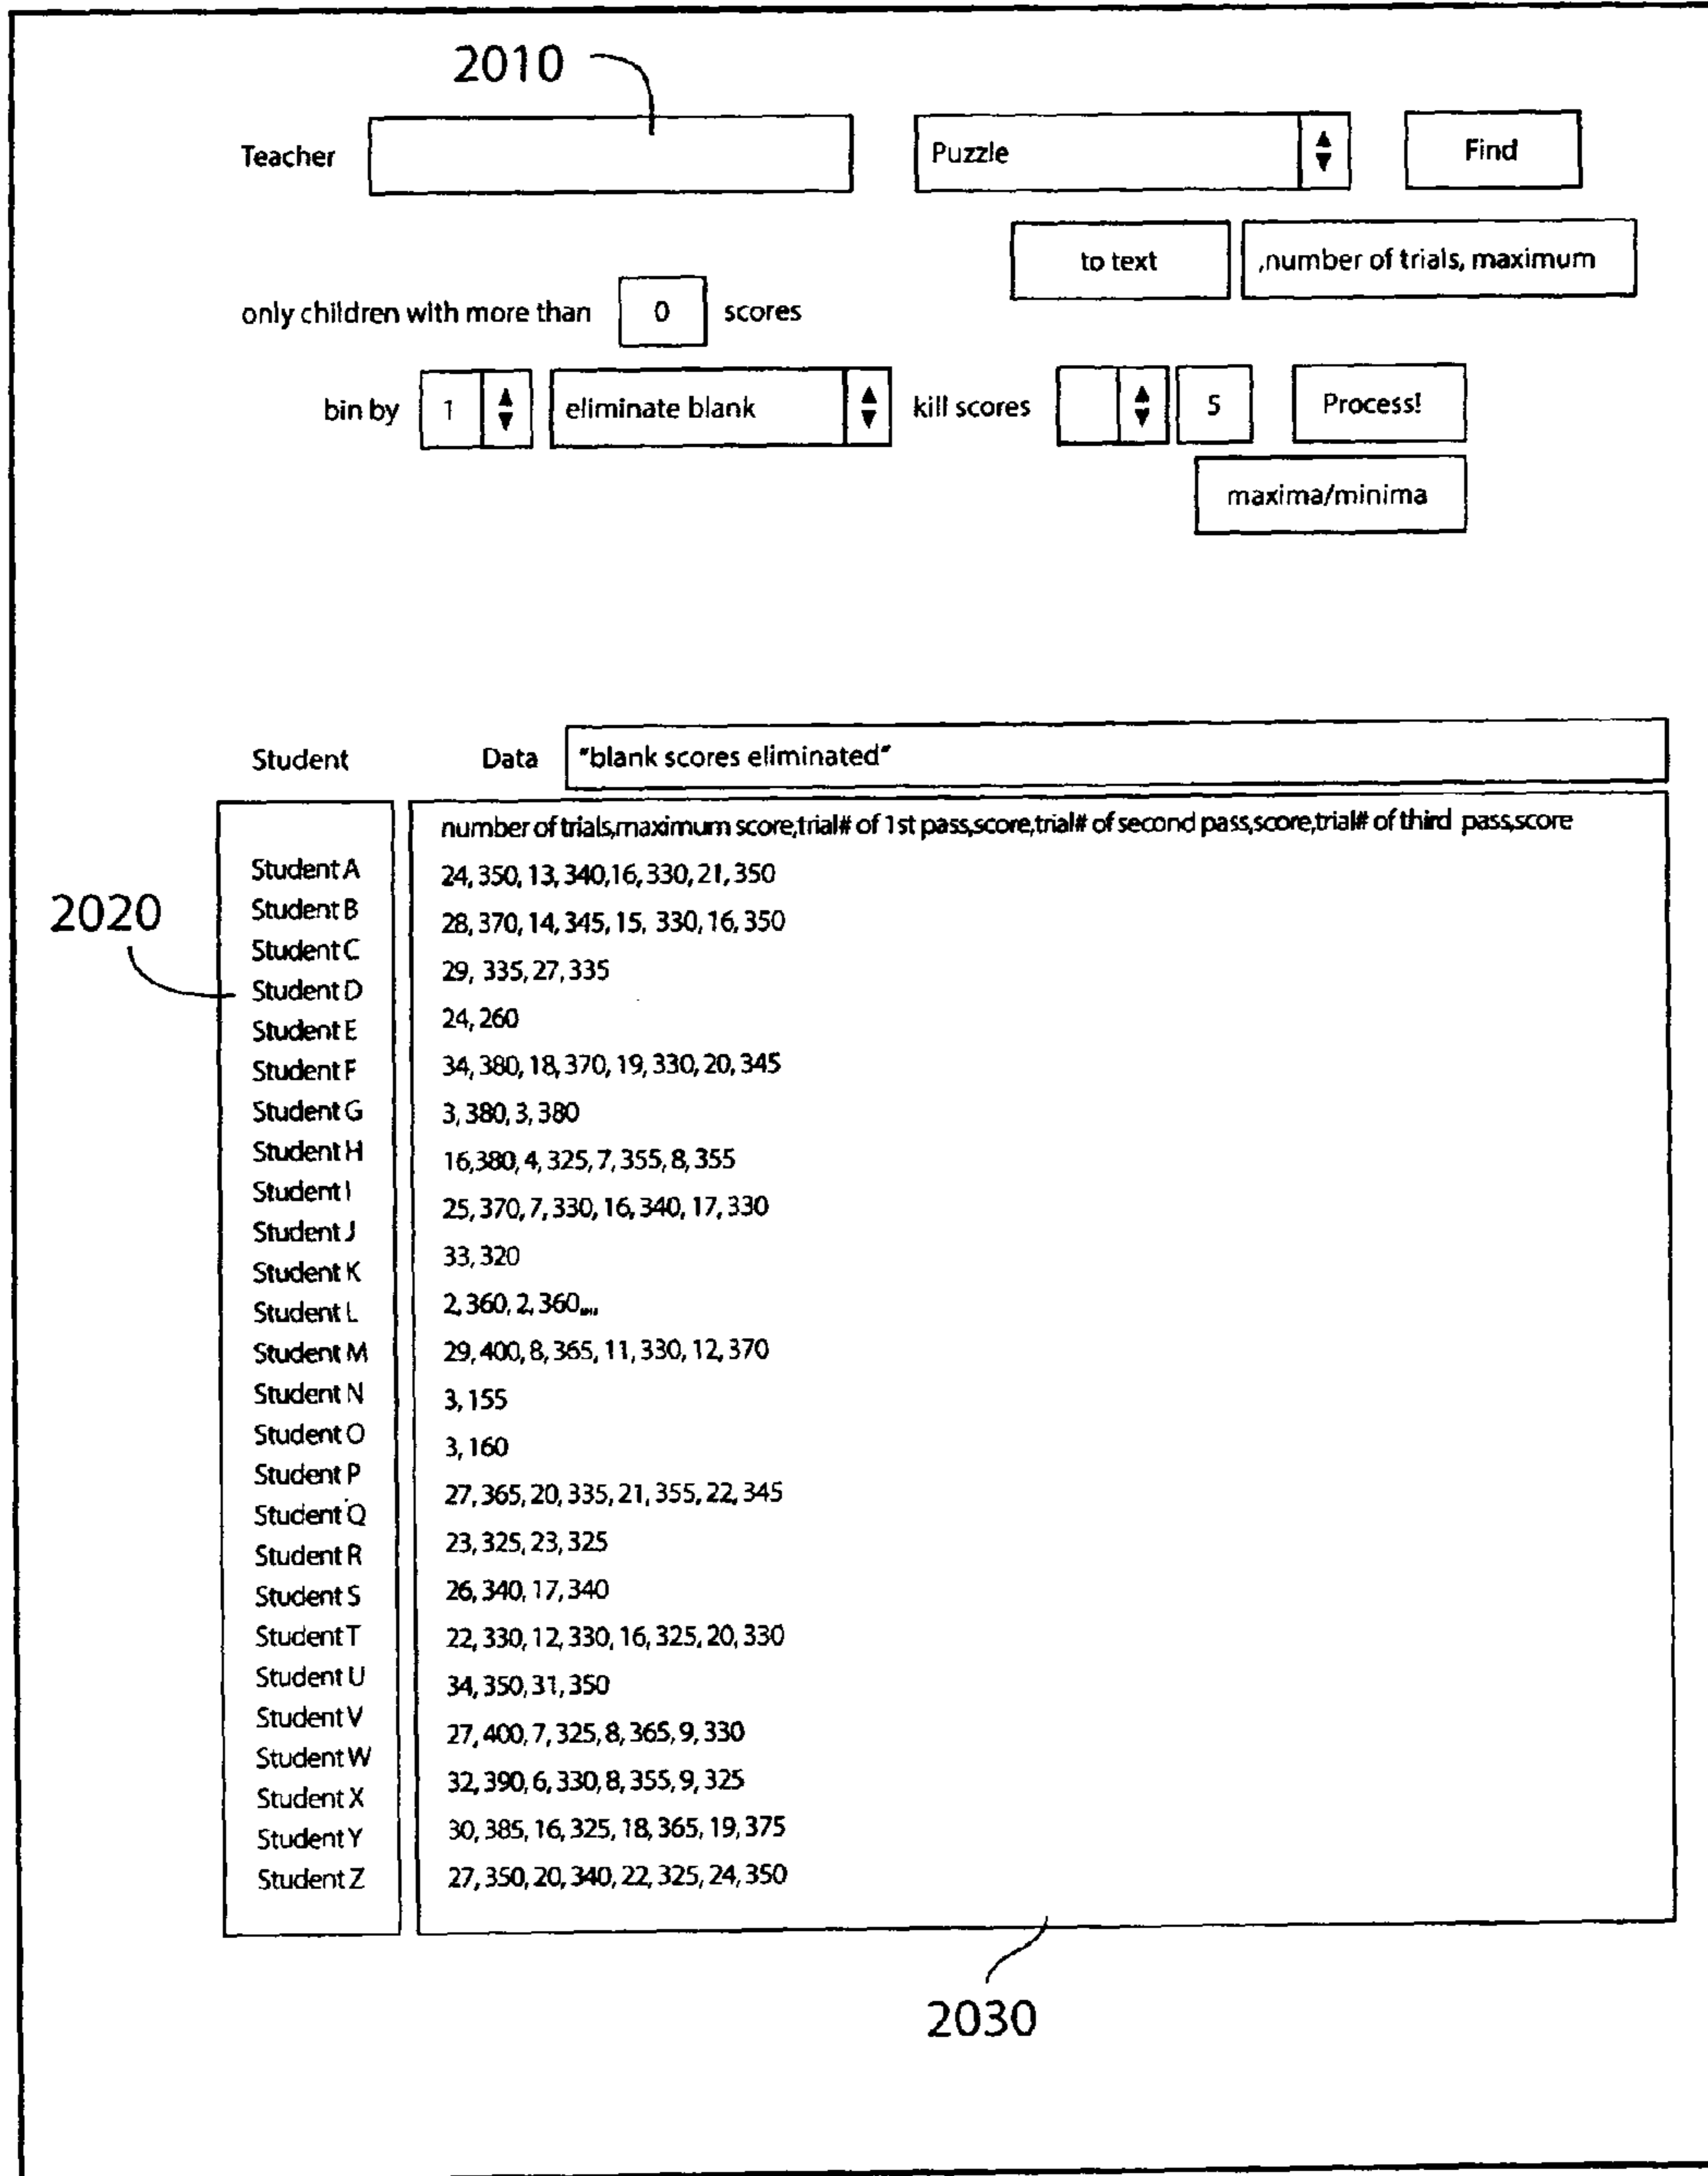 2010
Teacher Puzzle Find
to text ,number of trials, maximum
only children with more than 0 scores
bin by 1 eliminate blank kill scores 5 Process!
maxima/minima
Student Data "blank scores eliminated"
number of trials,maximum score,trial# of 1st pass,score,trial# of second pass,score,trial# of third pass,score
Student A
Student B
Student C
Student D
Student E
Student F
Student G
Student H
Student I
Student J
Student K
Student L
Student M
Student N
Student O
Student P
Student Q
Student R
Student S
Student T
Student U
Student V
Student W
Student X
Student Y
Student Z
24, 350, 13, 340,16, 330, 21, 350
28, 370, 14, 345, 15, 330, 16, 350
29, 335, 27, 335
24, 260
34, 380, 18, 370, 19, 330, 20, 345
3, 380, 3, 380
16,380, 4, 325, 7, 355, 8, 355
25, 370, 7, 330, 16, 340, 17, 330
33, 320
2, 360, 2, 360,,,,
29, 400, 8, 365, 11, 330, 12, 370
3, 155
3, 160
27, 365, 20, 335, 21, 355, 22, 345
23, 325, 23, 325
26, 340, 17, 340
22, 330, 12, 330, 16, 325, 20, 330
34, 350, 31, 350
27, 400, 7, 325, 8, 365, 9, 330
32, 390, 6, 330, 8, 355, 9, 325
30, 385, 16, 325, 18, 365, 19, 375
27, 350, 20, 340, 22, 325, 24, 350
2020
2030